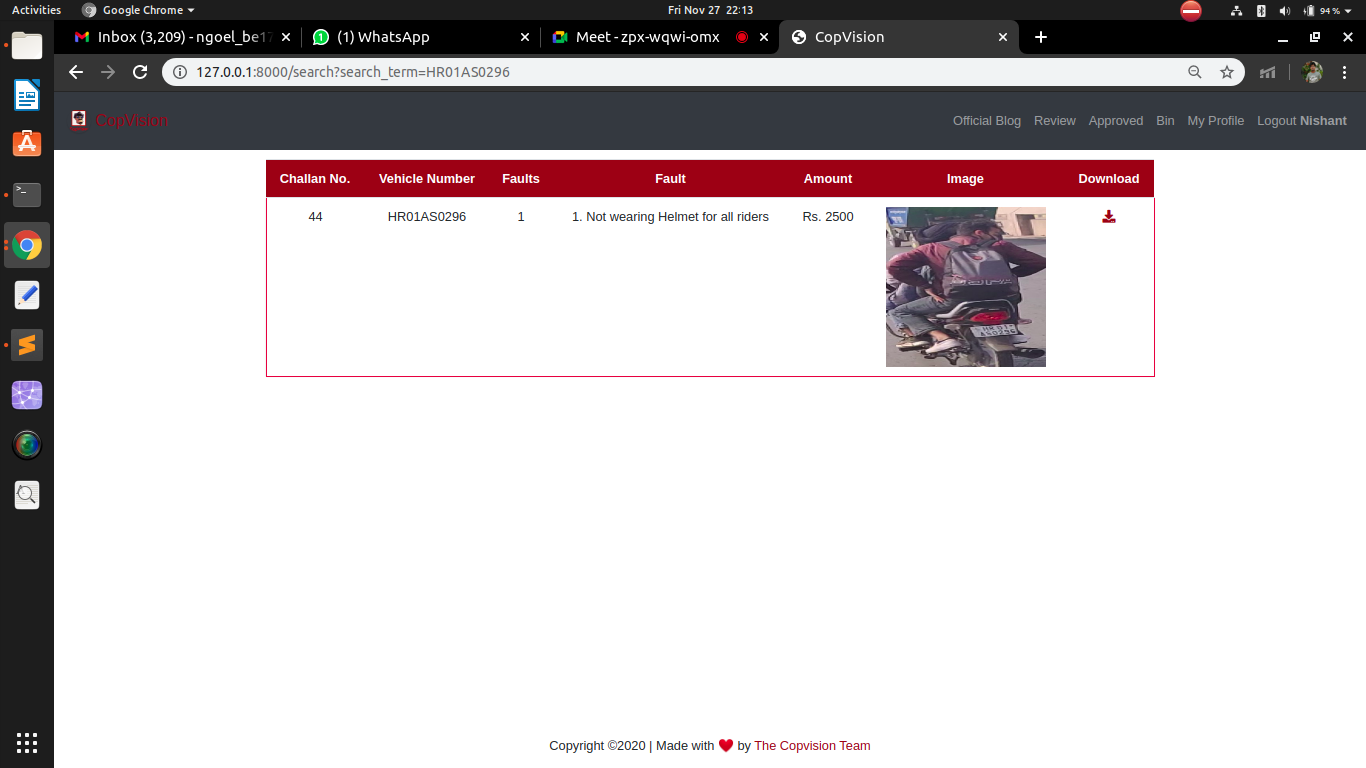 Activities Google Chrome Fri Nov 27 22:13 94 %
Inbox (3,209) - ngoel_be17 (1) WhatsApp Meet - zpx-wqwi-omx CopVision
127.0.0.1:8000/search?search_term=HR01AS0296
CopVision Official Blog Review Approved Bin My Profile Logout Nishant
Challan No. Vehicle Number Faults Fault Amount Image Download
44 HR01AS0296 1 1. Not wearing Helmet for all riders Rs. 2500
HR 01
AS0296
Copyright ©2020 | Made with ❤ by The Copvision Team